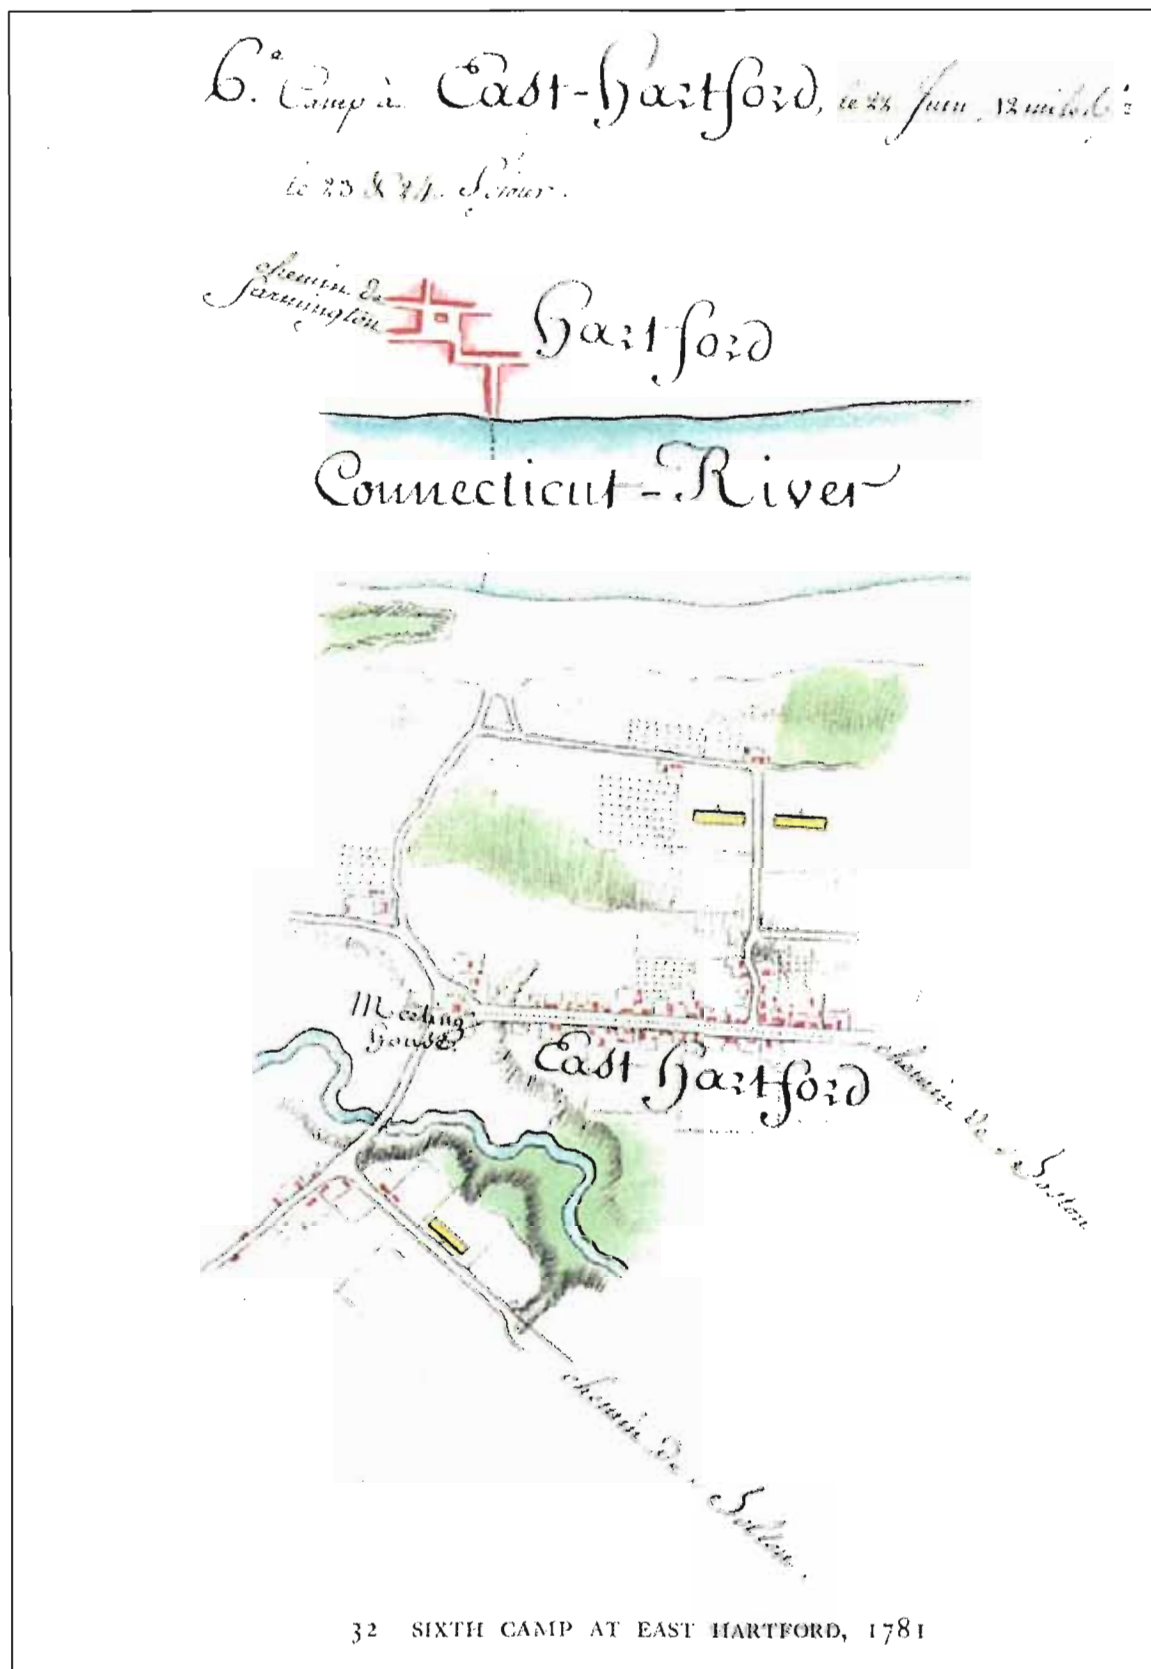 6.e Camp à East-Hartford, le 22 Juin, 12 miles de
le 23 & 24. Séjour.
chemin de
farmington
Hartford
Connecticut-River
Meeting
house.
East Hartford
chemin de Boston
chemin de Bolton.
32 SIXTH CAMP AT EAST HARTFORD, 1781